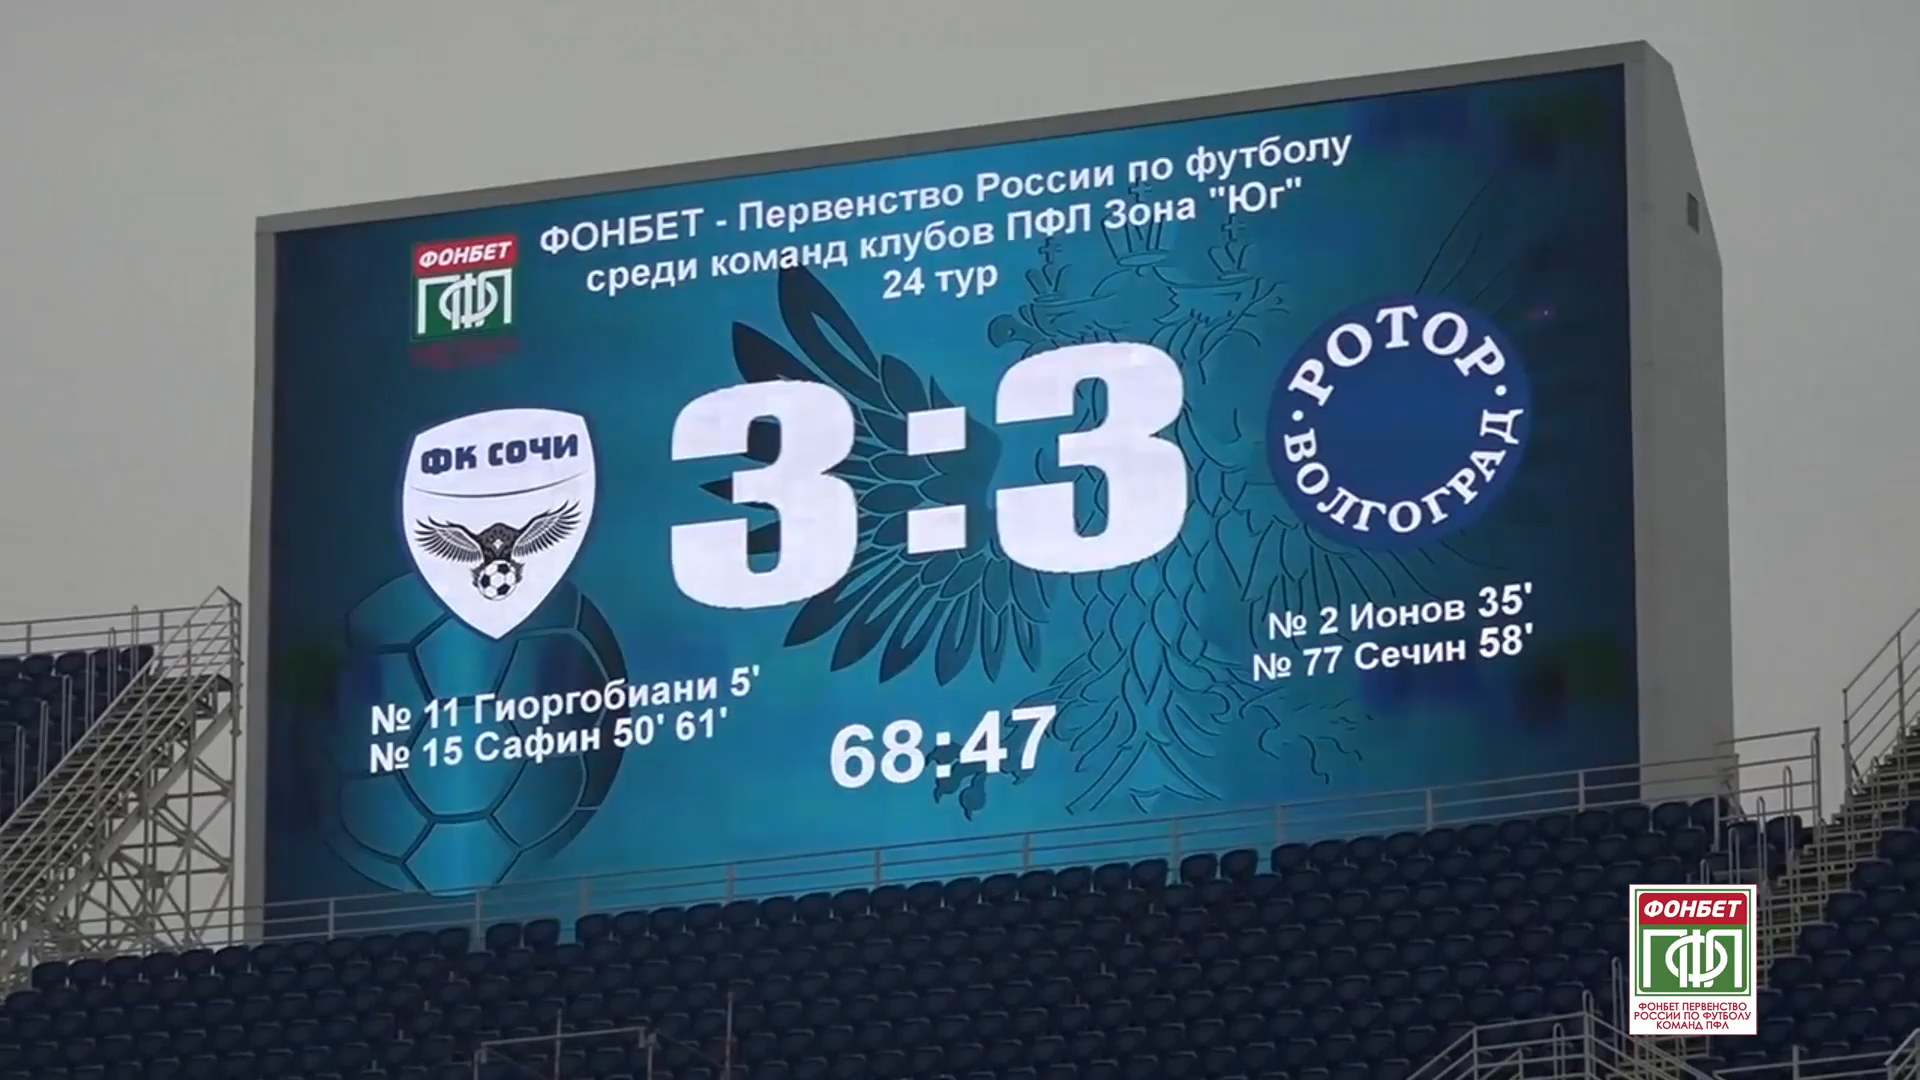 ФОНБЕТ - Первенство России по футболу
среди команд клубов ПФЛ Зона "Юг"
24 тур
ФОНБЕТ
ПФЛ
ФК СОЧИ
3:3
РОТОР
ВОЛГОГРАД
№ 11 Гиоргобиани 5'
№ 15 Сафин 50' 61'
№ 2 Ионов 35'
№ 77 Сечин 58'
68:47
ФОНБЕТ
ПФЛ
ФОНБЕТ ПЕРВЕНСТВО
РОССИИ ПО ФУТБОЛУ
КОМАНД ПФЛ